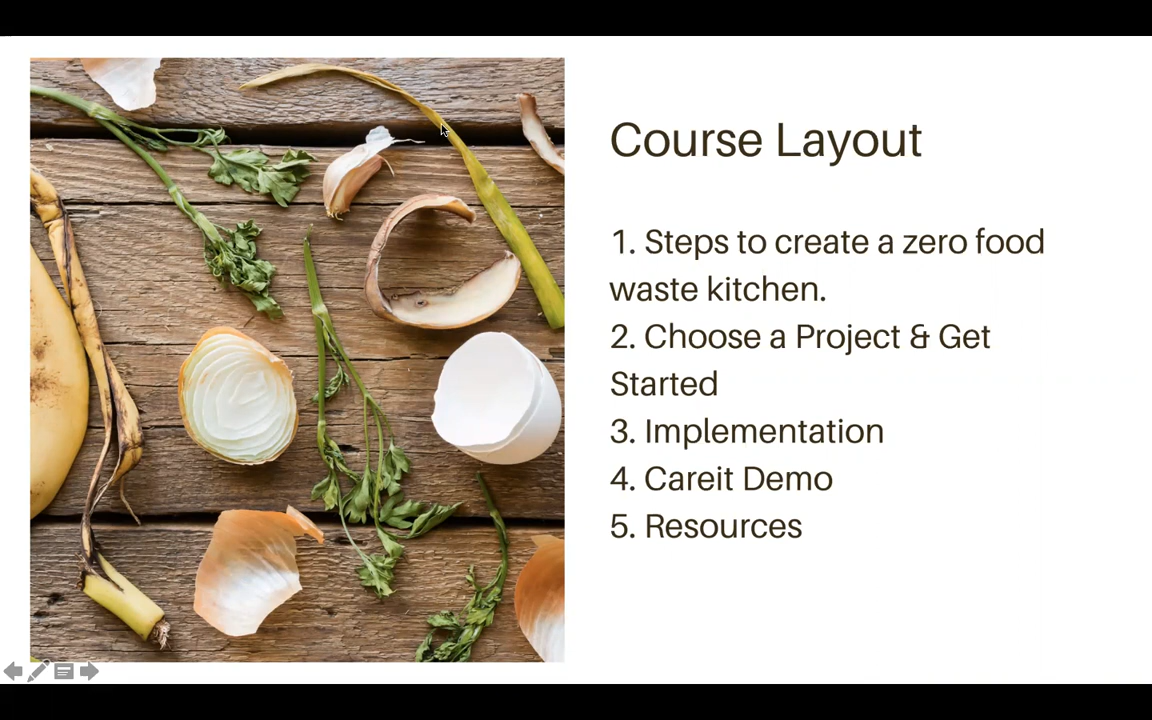 Course Layout
1. Steps to create a zero food
waste kitchen.
2. Choose a Project & Get
Started
3. Implementation
4. Careit Demo
5. Resources